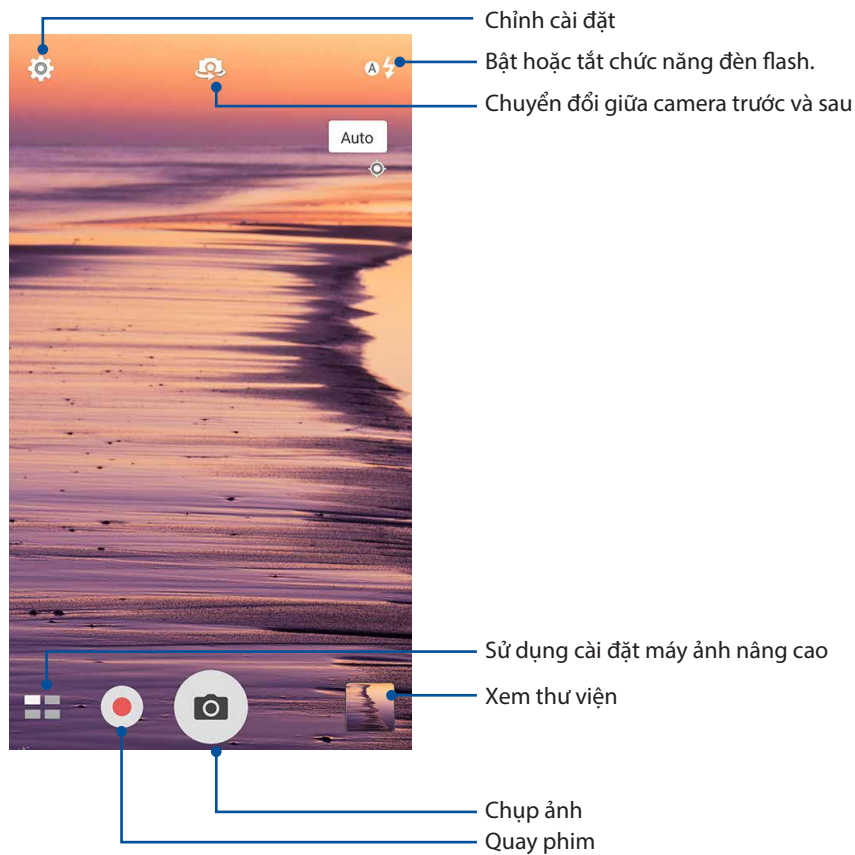 Chỉnh cài đặt
Bật hoặc tắt chức năng đèn flash.
A
Chuyển đổi giữa camera trước và sau
Auto
Sử dụng cài đặt máy ảnh nâng cao
Xem thư viện
Chụp ảnh
Quay phim